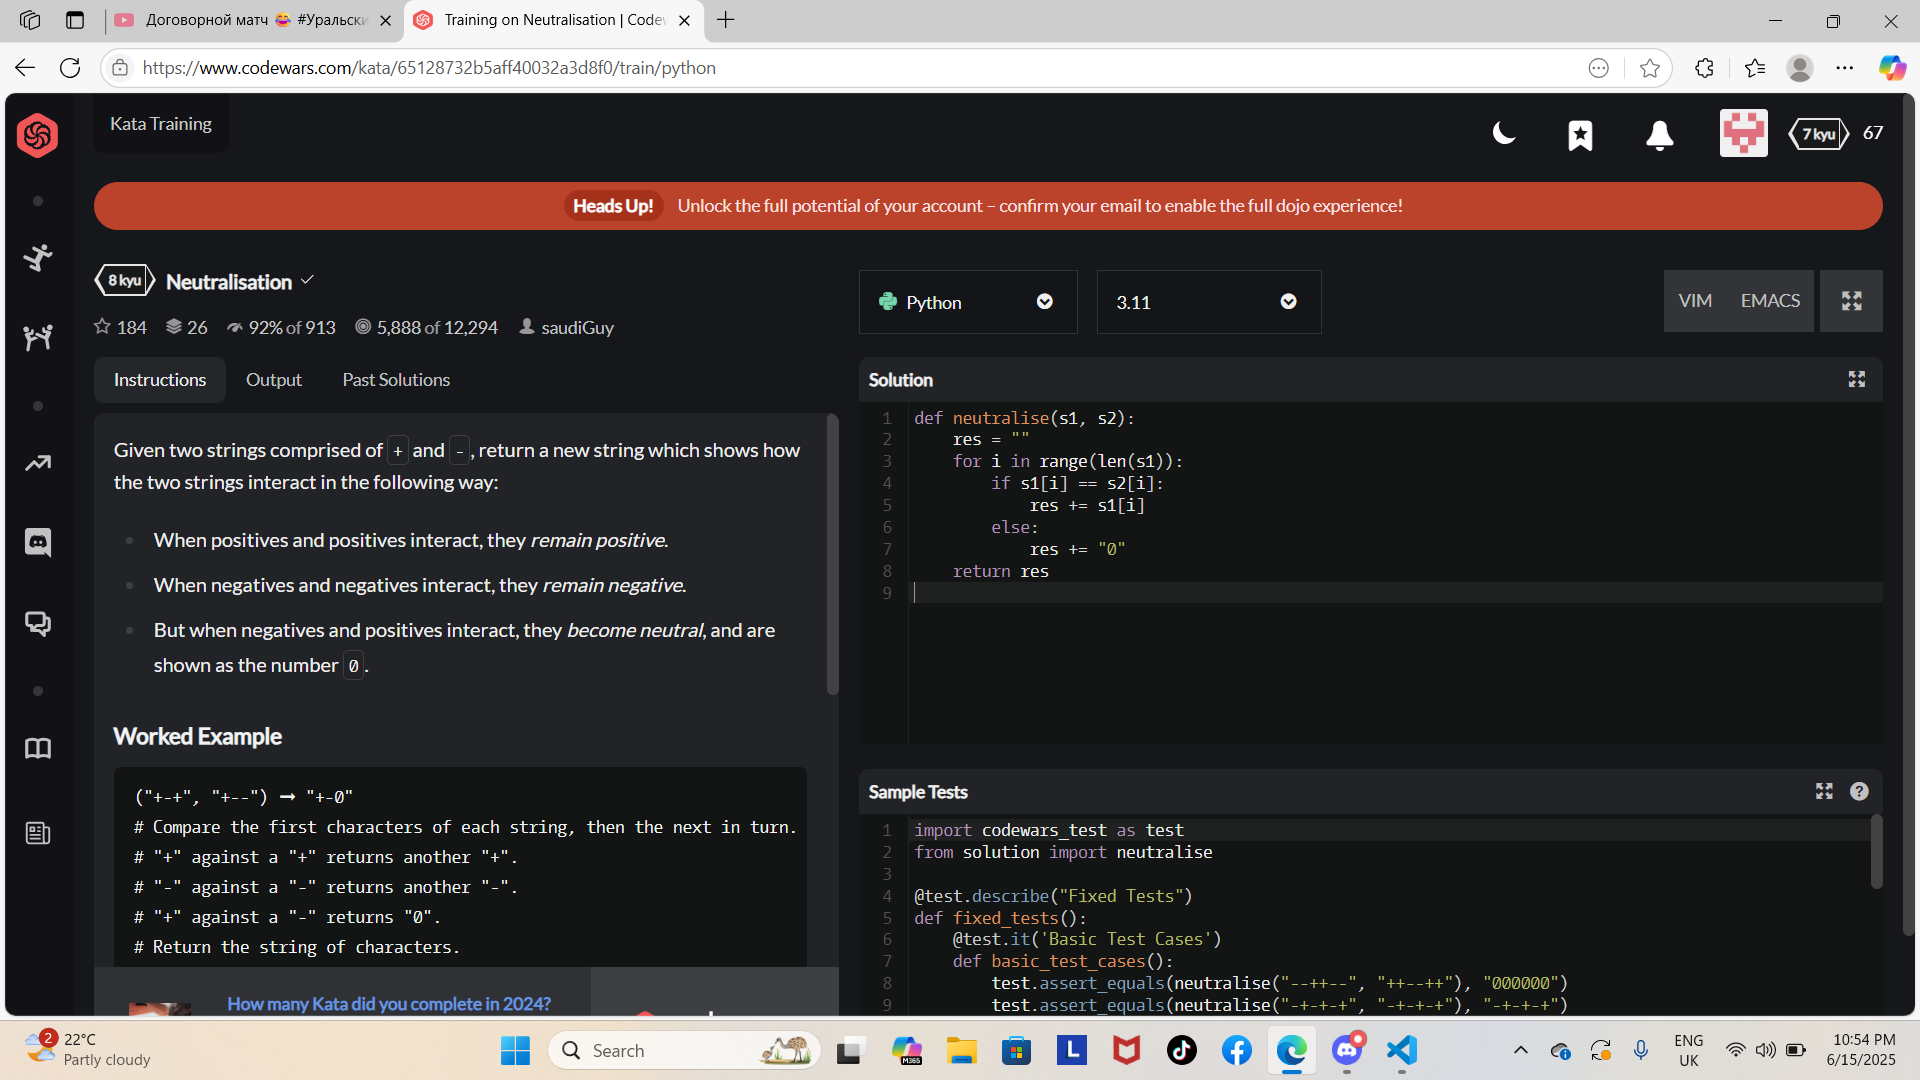 Договорной матч 😂 #Уральски
Training on Neutralisation | Codew
https://www.codewars.com/kata/65128732b5aff40032a3d8f0/train/python
Kata Training
7 kyu 67
Heads Up! Unlock the full potential of your account – confirm your email to enable the full dojo experience!
8 kyu Neutralisation
184 26 92% of 913 5,888 of 12,294 saudiGuy
Python
3.11
VIM EMACS
Instructions Output Past Solutions
Given two strings comprised of + and -, return a new string which shows how
the two strings interact in the following way:
When positives and positives interact, they remain positive.
When negatives and negatives interact, they remain negative.
But when negatives and positives interact, they become neutral, and are
shown as the number 0.
Worked Example
("+-+", "+--") ➞ "+-0"
# Compare the first characters of each string, then the next in turn.
# "+" against a "+" returns another "+".
# "-" against a "-" returns another "-".
# "+" against a "-" returns "0".
# Return the string of characters.
How many Kata did you complete in 2024?
Solution
1 def neutralise(s1, s2):
2 res = ""
3 for i in range(len(s1)):
4 if s1[i] == s2[i]:
5 res += s1[i]
6 else:
7 res += "0"
8 return res
9
Sample Tests
1 import codewars_test as test
2 from solution import neutralise
3
4 @test.describe("Fixed Tests")
5 def fixed_tests():
6 @test.it('Basic Test Cases')
7 def basic_test_cases():
8 test.assert_equals(neutralise("--++--", "++--++"), "000000")
9 test.assert_equals(neutralise("-+-+-+", "-+-+-+"), "-+-+-+")
2
22°C
Partly cloudy
Search
M365
L
ENG
UK
10:54 PM
6/15/2025